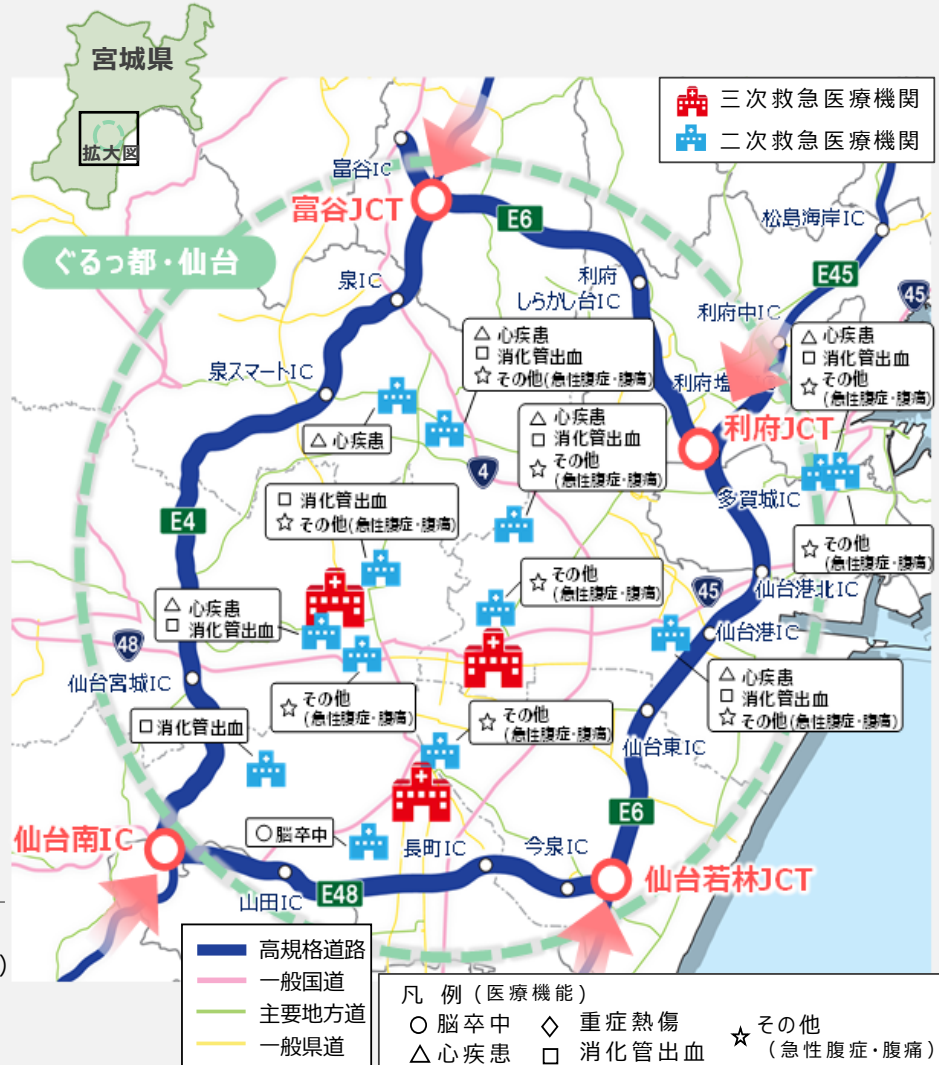 宮城県
拡大図
三次救急医療機関
二次救急医療機関
富谷IC
富谷JCT
E6
松島海岸IC
ぐるっ都・仙台
泉IC
利府
しらかし台IC
E45
45
利府中IC
△ 心疾患
□ 消化管出血
☆ その他(急性腹症・腹痛)
△ 心疾患
□ 消化管出血
☆ その他
(急性腹症・腹痛)
泉スマートIC
利府塩
IC
△ 心疾患
△ 心疾患
□ 消化管出血
☆ その他
(急性腹症・腹痛)
利府JCT
4
多賀城IC
□ 消化管出血
☆ その他(急性腹症・腹痛)
E4
☆ その他
(急性腹症・腹痛)
☆ その他
(急性腹症・腹痛)
45
仙台港北IC
△ 心疾患
□ 消化管出血
48
仙台港IC
仙台宮城IC
☆ その他
(急性腹症・腹痛)
☆ その他
(急性腹症・腹痛)
△ 心疾患
□ 消化管出血
☆ その他(急性腹症・腹痛)
□消化管出血
仙台東IC
E6
仙台南IC
○脳卒中
長町IC
今泉IC
仙台若林JCT
山田IC
E48
)
高規格道路
一般国道
主要地方道
一般県道
凡 例 (医療機能)
○ 脳卒中 ◇ 重症熱傷 ☆ その他
(急性腹症・腹痛)
△ 心疾患 □ 消化管出血